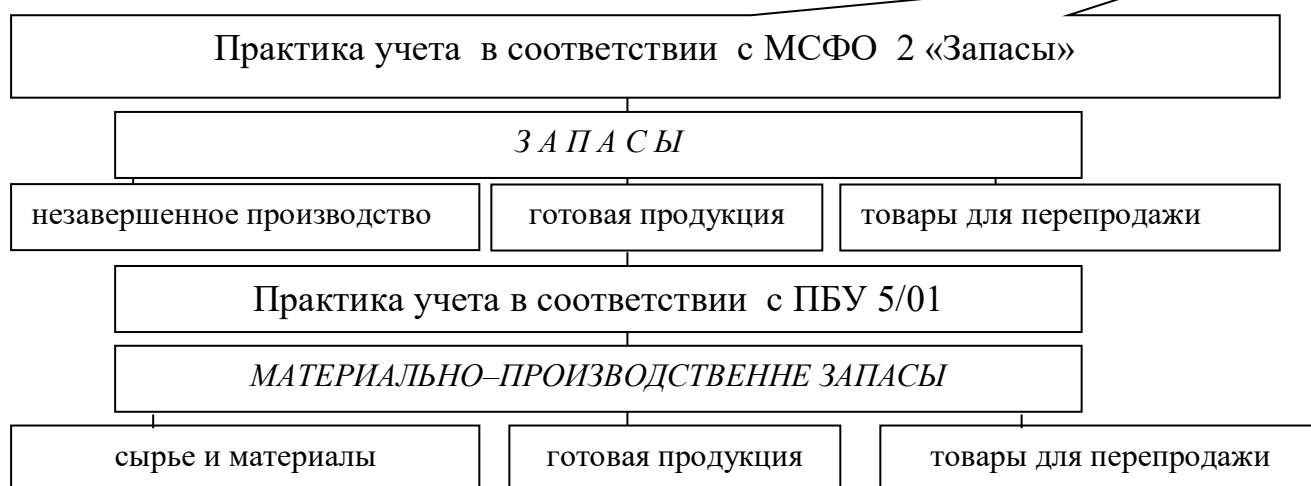 Практика учета в соответствии с МСФО 2 «Запасы»
З А П А С Ы
незавершенное производство
готовая продукция
товары для перепродажи
Практика учета в соответствии с ПБУ 5/01
МАТЕРИАЛЬНО–ПРОИЗВОДСТВЕННЕ ЗАПАСЫ
сырье и материалы
готовая продукция
товары для перепродажи